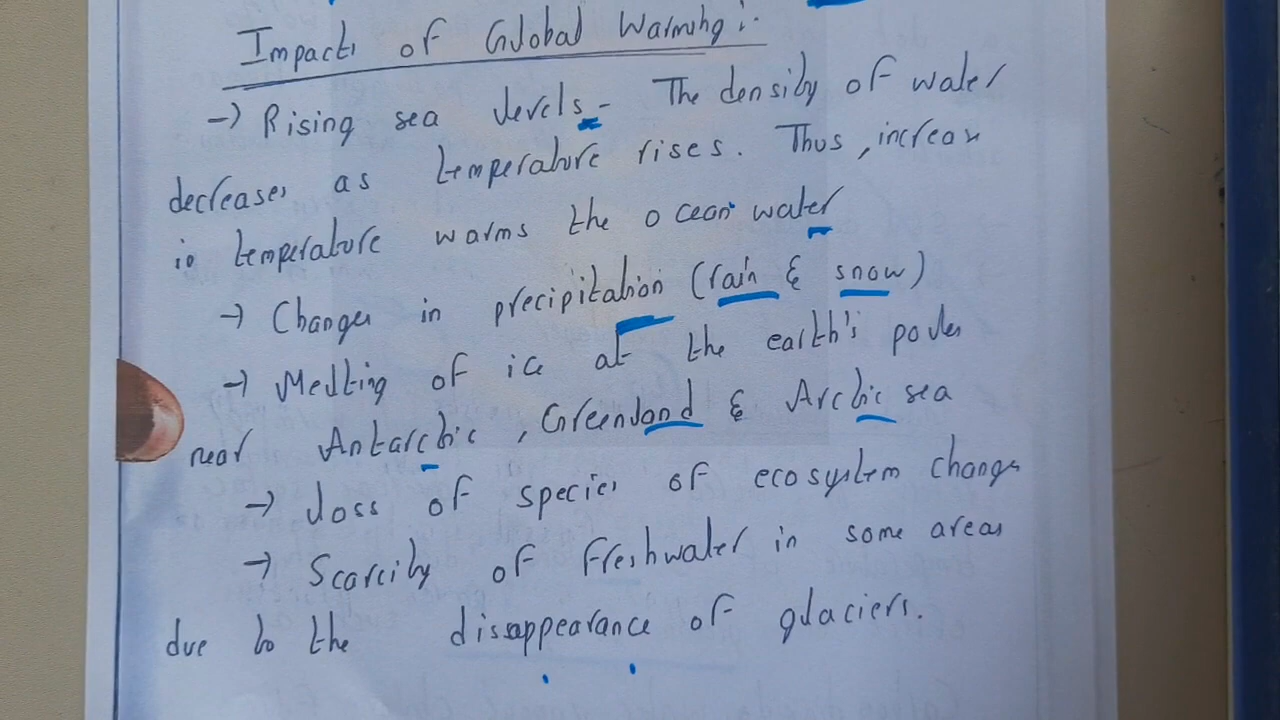 Impacts of Global Warming :-
→ Rising sea levels - The density of water
decreases as temperature rises. Thus, increase
in temperature warms the ocean water
→ Changes in precipitation (rain & snow)
→ Melting of ice at the earth's poles
near Antarctic, Greenland & Arctic sea
→ Loss of species of ecosystem changes
→ Scarcity of freshwater in some areas
due to the disappearance of glaciers.